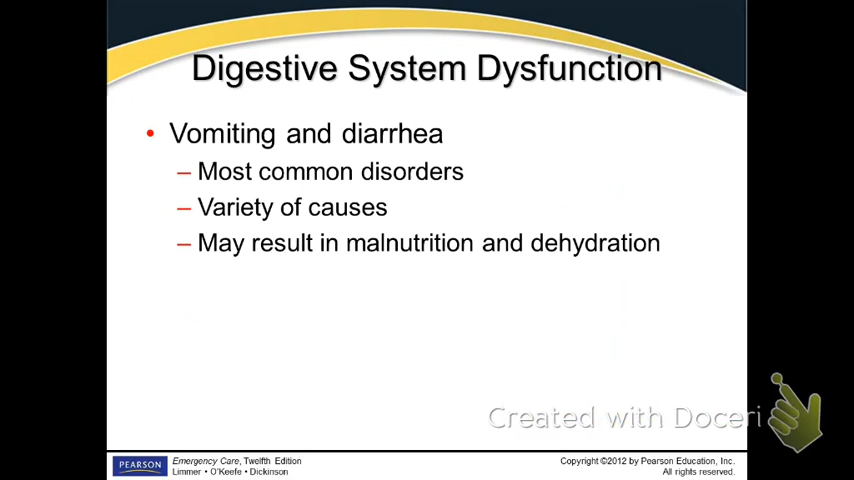 Digestive System Dysfunction
• Vomiting and diarrhea
– Most common disorders
– Variety of causes
– May result in malnutrition and dehydration
Created with Doceri
PEARSON
Emergency Care, Twelfth Edition
Limmer • O'Keefe • Dickinson
Copyright ©2012 by Pearson Education, Inc.
All rights reserved.